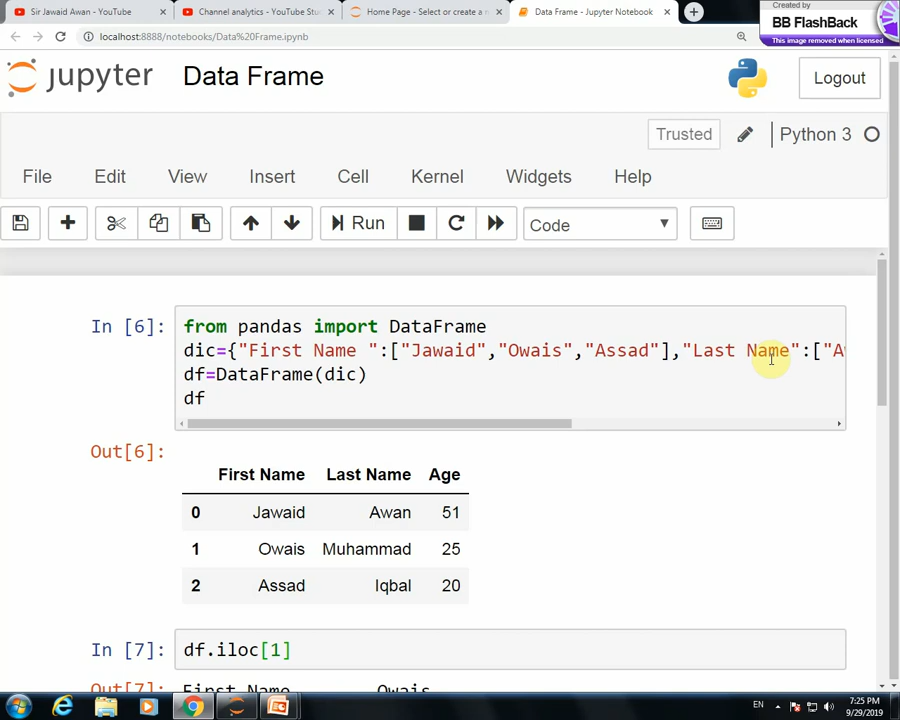 Sir Jawaid Awan - YouTube
Channel analytics - YouTube Stu
Home Page - Select or create a n
Data Frame - Jupyter Notebook
Created by
BB FlashBack
This image removed when licensed
localhost:8888/notebooks/Data%20Frame.ipynb
jupyter Data Frame
Logout
Trusted Python 3
File Edit View Insert Cell Kernel Widgets Help
Run Code
In [6]: from pandas import DataFrame
dic={"First Name ":["Jawaid","Owais","Assad"],"Last Name":["A
df=DataFrame(dic)
df
Out[6]:
First Name Last Name Age
0 Jawaid Awan 51
1 Owais Muhammad 25
2 Assad Iqbal 20
In [7]: df.iloc[1]
Out[7]: First Name Owais
EN 7:25 PM
9/29/2019